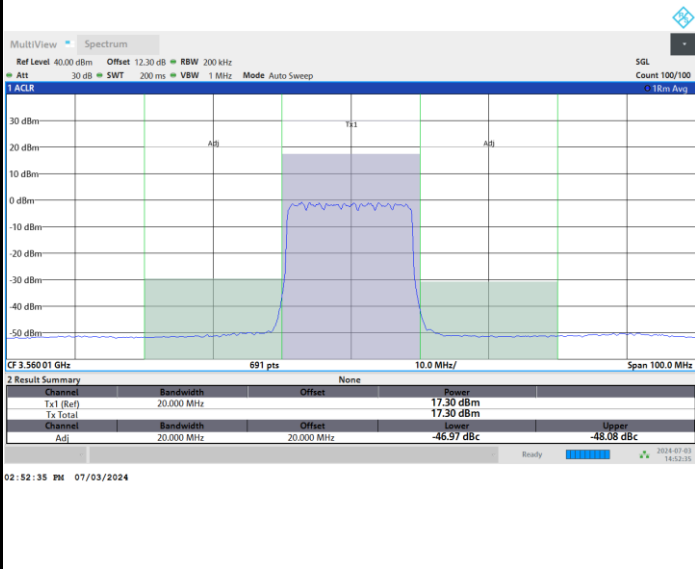 MultiView Spectrum
Ref Level 40.00 dBm Offset 12.30 dB RBW 200 kHz SGL
Att 30 dB SWT 200 ms VBW 1 MHz Mode Auto Sweep Count 100/100
1 ACLR 1Rm Avg
30 dBm
Tx1
20 dBm
Adj Adj
10 dBm
0 dBm
-10 dBm
-20 dBm
-30 dBm
-40 dBm
-50 dBm
CF 3.560 01 GHz 691 pts 10.0 MHz/ Span 100.0 MHz
2 Result Summary None
Channel Bandwidth Offset Power
Tx1 (Ref) 20.000 MHz 17.30 dBm
Tx Total 17.30 dBm
Channel Bandwidth Offset Lower Upper
Adj 20.000 MHz 20.000 MHz -46.97 dBc -48.08 dBc
Ready 2024-07-03
14:52:35
02:52:35 PM 07/03/2024